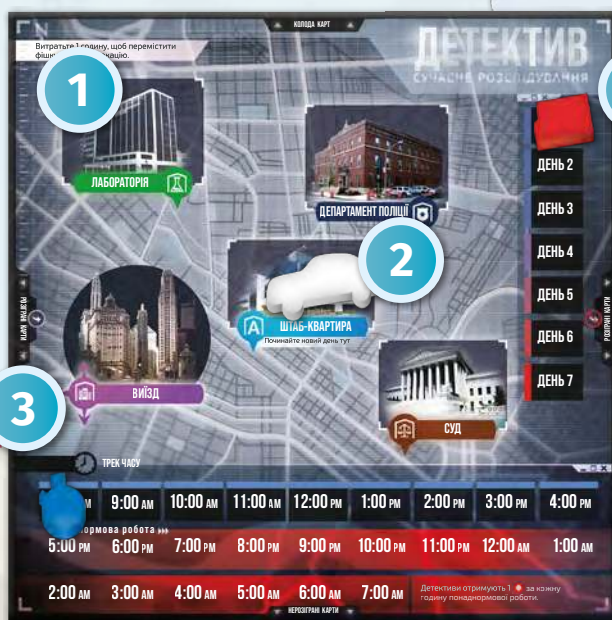 КОЛОДА КАРТ
Витратьте 1 годину, щоб перемістити
ДЕТЕКТИВ
СУЧАСНЕ РОЗСЛІДУВАННЯ
1
ЛАБОРАТОРІЯ
ДЕПАРТАМЕНТ ПОЛІЦІЇ
ДЕНЬ 2
ДЕНЬ 3
ДЕНЬ 4
ДЕНЬ 5
ДЕНЬ 6
ДЕНЬ 7
2
ШТАБ-КВАРТИРА
Починайте новий день тут
РОЗІГРАНІ КАРТИ
3
ВИЇЗД
СУД
ТРЕК ЧАСУ
9:00 AM 10:00 AM 11:00 AM 12:00 PM 1:00 PM 2:00 PM 3:00 PM 4:00 PM
робота
5:00 PM 6:00 PM 7:00 PM 8:00 PM 9:00 PM 10:00 PM 11:00 PM 12:00 AM 1:00 AM
2:00 AM 3:00 AM 4:00 AM 5:00 AM 6:00 AM 7:00 AM
Детективи отримують 1 за кожну
годину понаднормової роботи.
НЕРОЗІГРАНІ КАРТИ